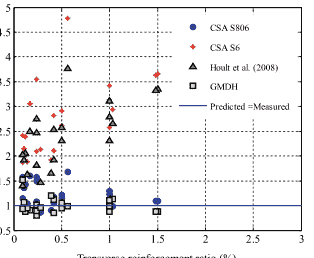 5
4.5
4
3.5
3
2.5
2
1.5
1
0.5
0
CSA S806
CSA S6
Hoult et al. (2008)
GMDH
Predicted =Measured
0 0.5 1 1.5 2 2.5 3
Transverse reinforcement ratio (%)